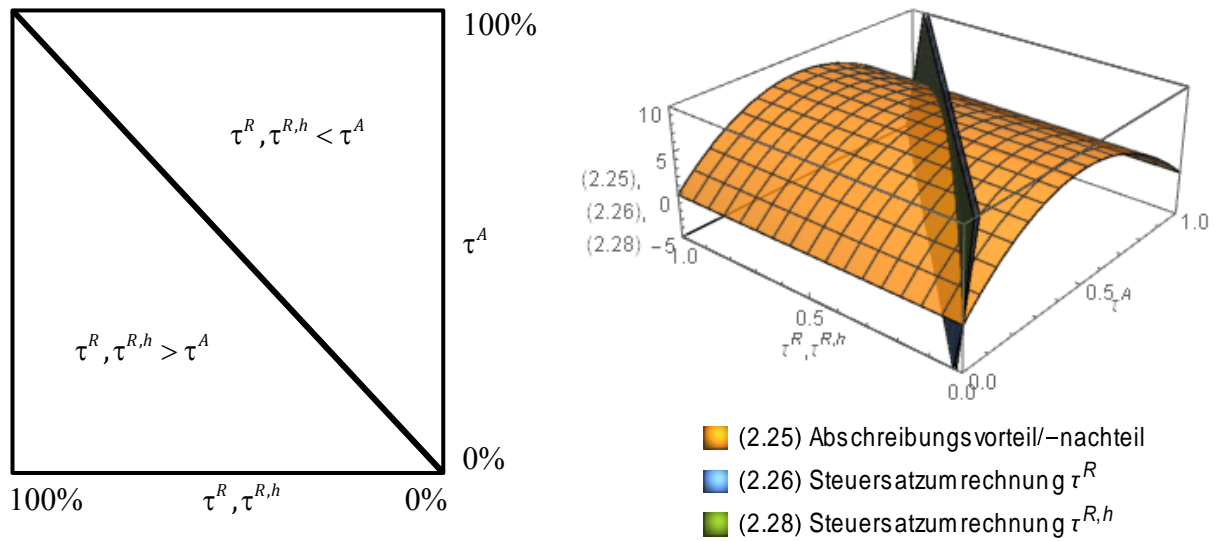 100%
τ^R, τ^{R,h} < τ^A
τ^A
τ^R, τ^{R,h} > τ^A
0%
100% τ^R, τ^{R,h} 0%
10
5
(2.25),
0
(2.26),
(2.28) −5
1.0
0.5
τ^R, τ^{R,h}
0.0
0.0
0.5
τ^A
1.0
(2.25) Abschreibungsvorteil/−nachteil
(2.26) Steuersatzumrechnung τ^R
(2.28) Steuersatzumrechnung τ^{R,h}